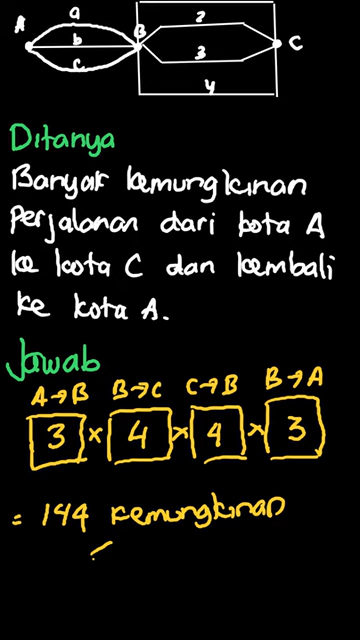 a
A b B 2 C
c 3
4
Ditanya
Banyak kemungkinan
Perjalanan dari kota A
ke kota C dan kembali
ke kota A.
Jawab
A→B B→C C→B B→A
3 × 4 × 4 × 3
= 144 kemungkinan